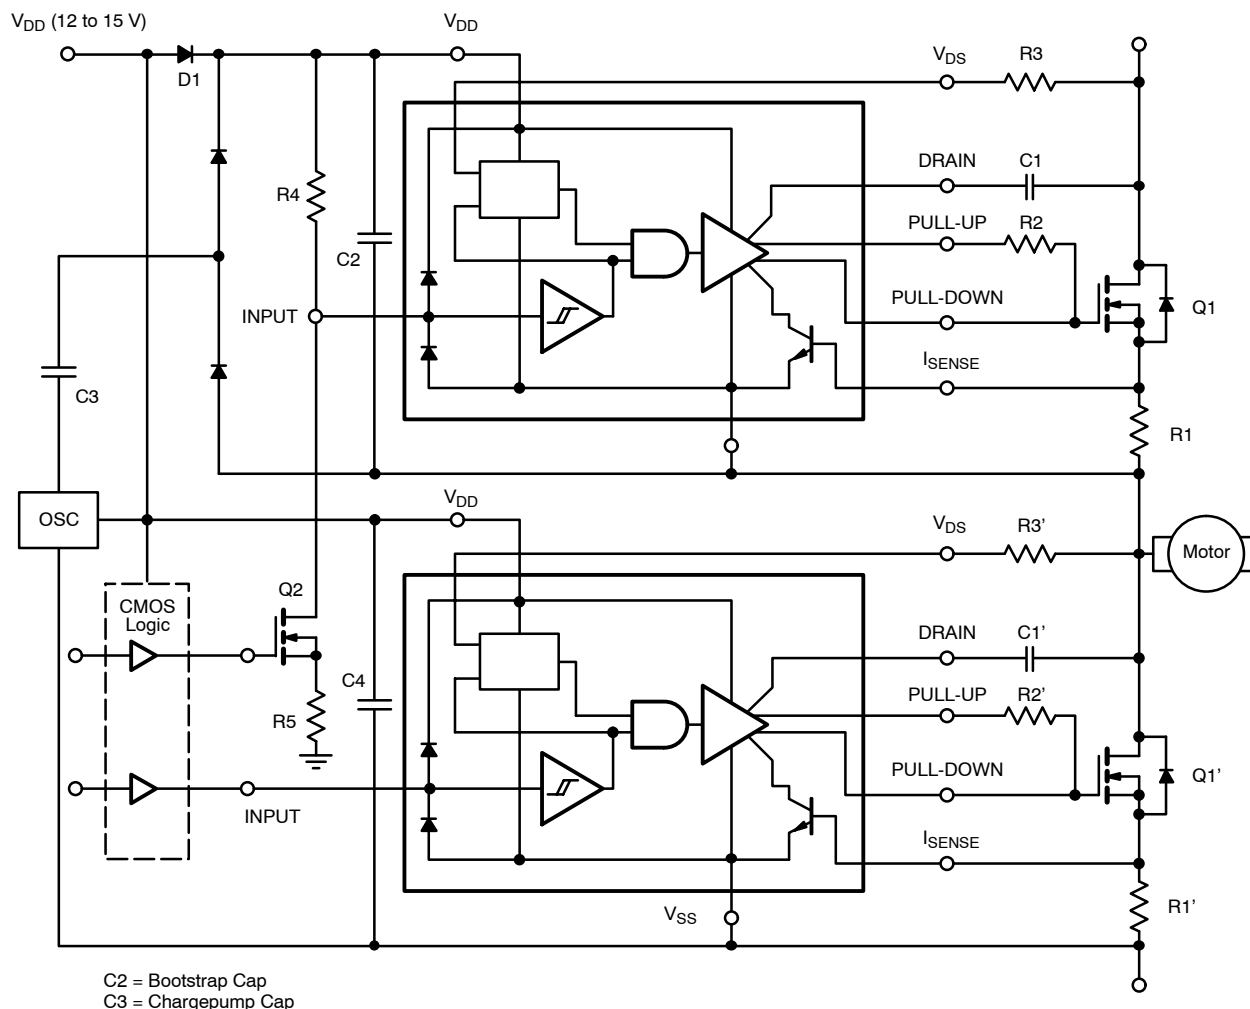 VDD (12 to 15 V)
VDD
D1
VDS
R3
DRAIN
C1
R4
PULL-UP
R2
C2
INPUT
PULL-DOWN
Q1
ISENSE
C3
R1
VDD
OSC
VDS
R3'
Motor
CMOS
Logic
Q2
DRAIN
C1'
C4
PULL-UP
R2'
R5
PULL-DOWN
Q1'
INPUT
ISENSE
VSS
R1'
C2 = Bootstrap Cap
C3 = Chargepump Cap